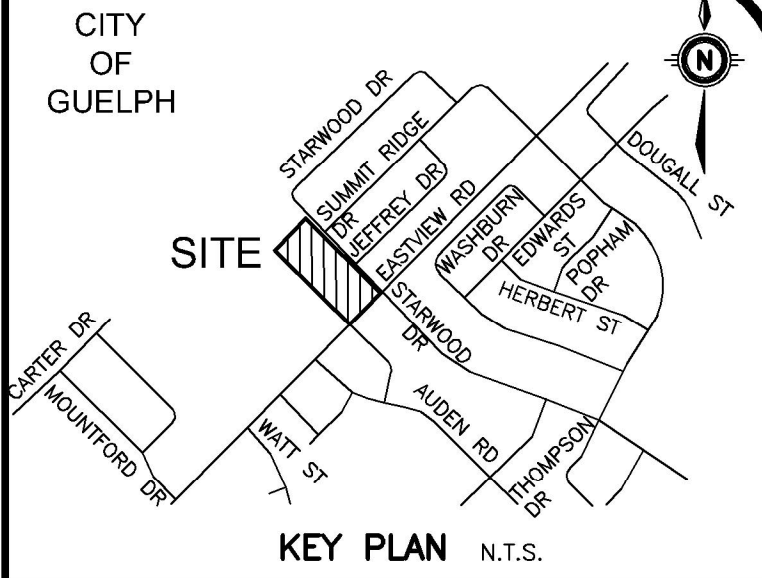 CITY
OF
GUELPH
N
STARWOOD DR
SUMMIT RIDGE
DR
JEFFREY DR
EASTVIEW RD
WASHBURN
DR
EDWARDS
ST
POPHAM
DR
DOUGALL ST
HERBERT ST
SITE
STARWOOD
DR
CARTER DR
MOUNTFORD DR
WATT ST
AUDEN RD
THOMPSON
DR
KEY PLAN N.T.S.